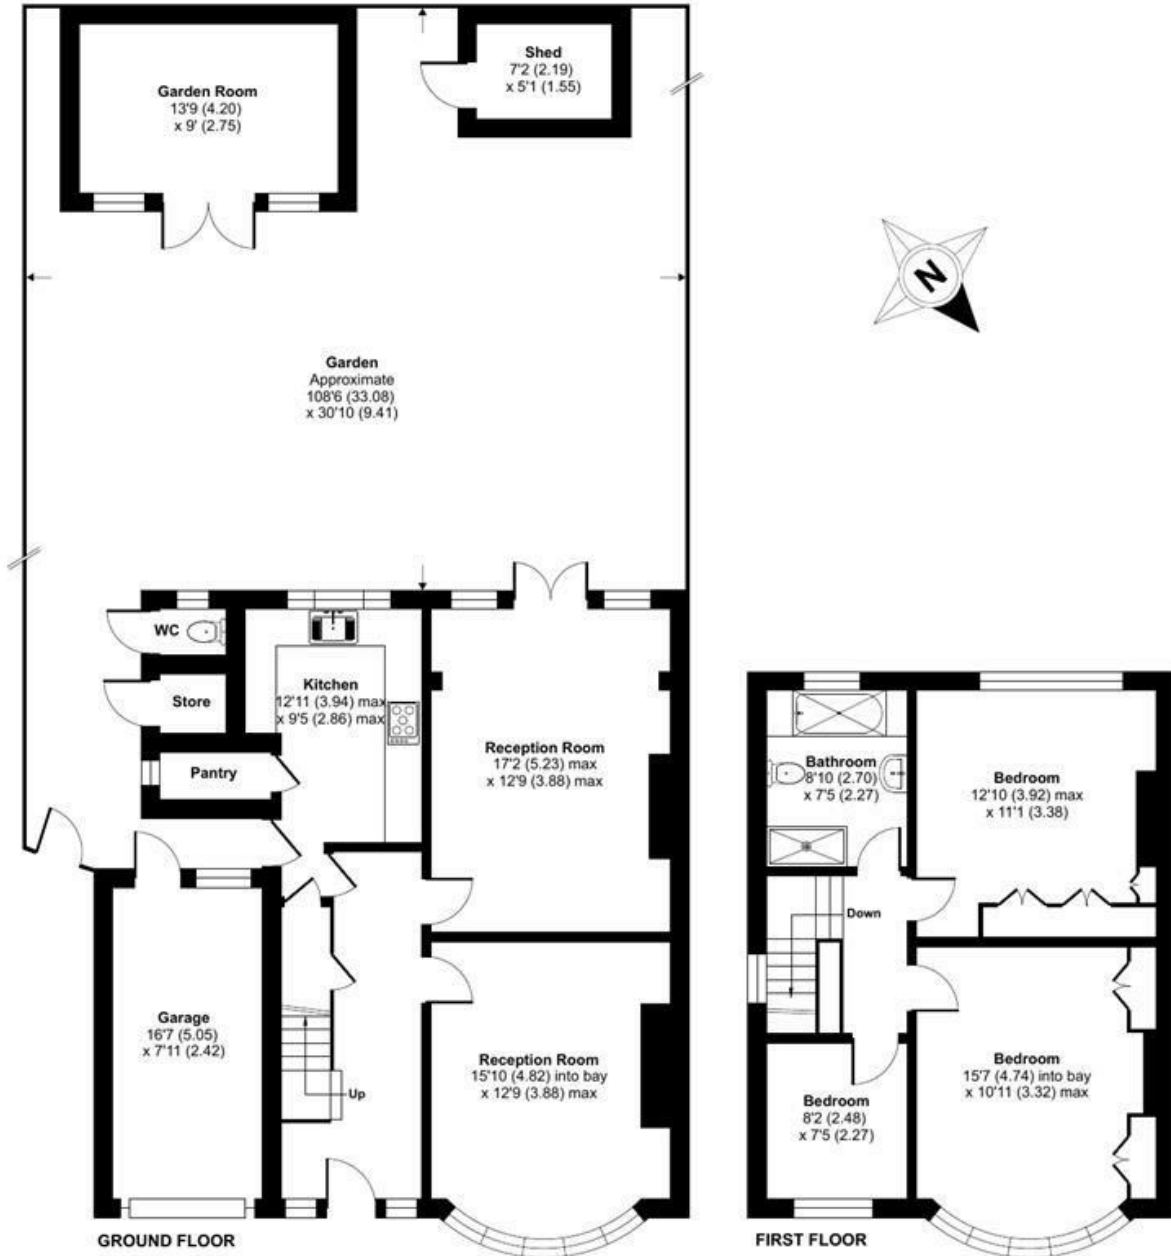 Garden Room
13'9 (4.20)
x 9' (2.75)
Shed
7'2 (2.19)
x 5'1 (1.55)
N
Garden
Approximate
108'6 (33.08)
x 30'10 (9.41)
WC
Store
Pantry
Kitchen
12'11 (3.94) max
x 9'5 (2.86) max
Reception Room
17'2 (5.23) max
x 12'9 (3.88) max
Garage
16'7 (5.05)
x 7'11 (2.42)
Up
Reception Room
15'10 (4.82) into bay
x 12'9 (3.88) max
GROUND FLOOR
Bathroom
8'10 (2.70)
x 7'5 (2.27)
Bedroom
12'10 (3.92) max
x 11'1 (3.38)
Down
Bedroom
8'2 (2.48)
x 7'5 (2.27)
Bedroom
15'7 (4.74) into bay
x 10'11 (3.32) max
FIRST FLOOR